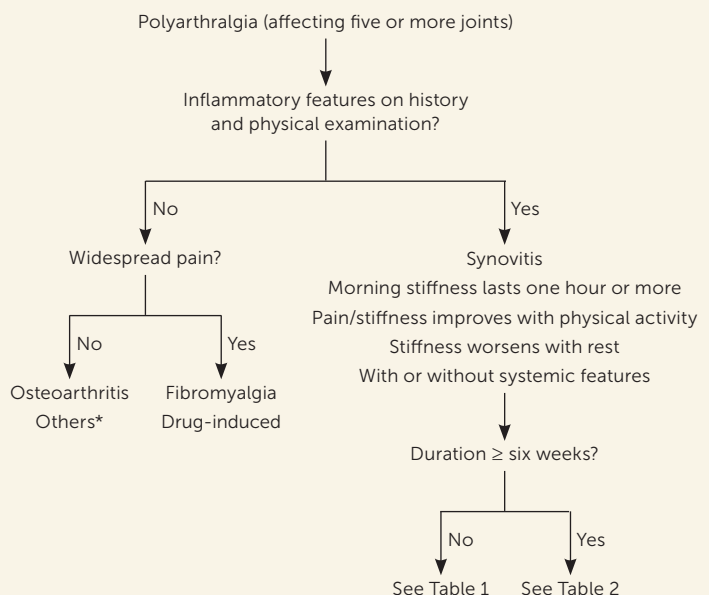 Polyarthralgia (affecting five or more joints)
Inflammatory features on history
and physical examination?
No
Yes
Widespread pain?
No
Yes
Osteoarthritis
Others*
Fibromyalgia
Drug-induced
Synovitis
Morning stiffness lasts one hour or more
Pain/stiffness improves with physical activity
Stiffness worsens with rest
With or without systemic features
Duration ≥ six weeks?
No
Yes
See Table 1
See Table 2